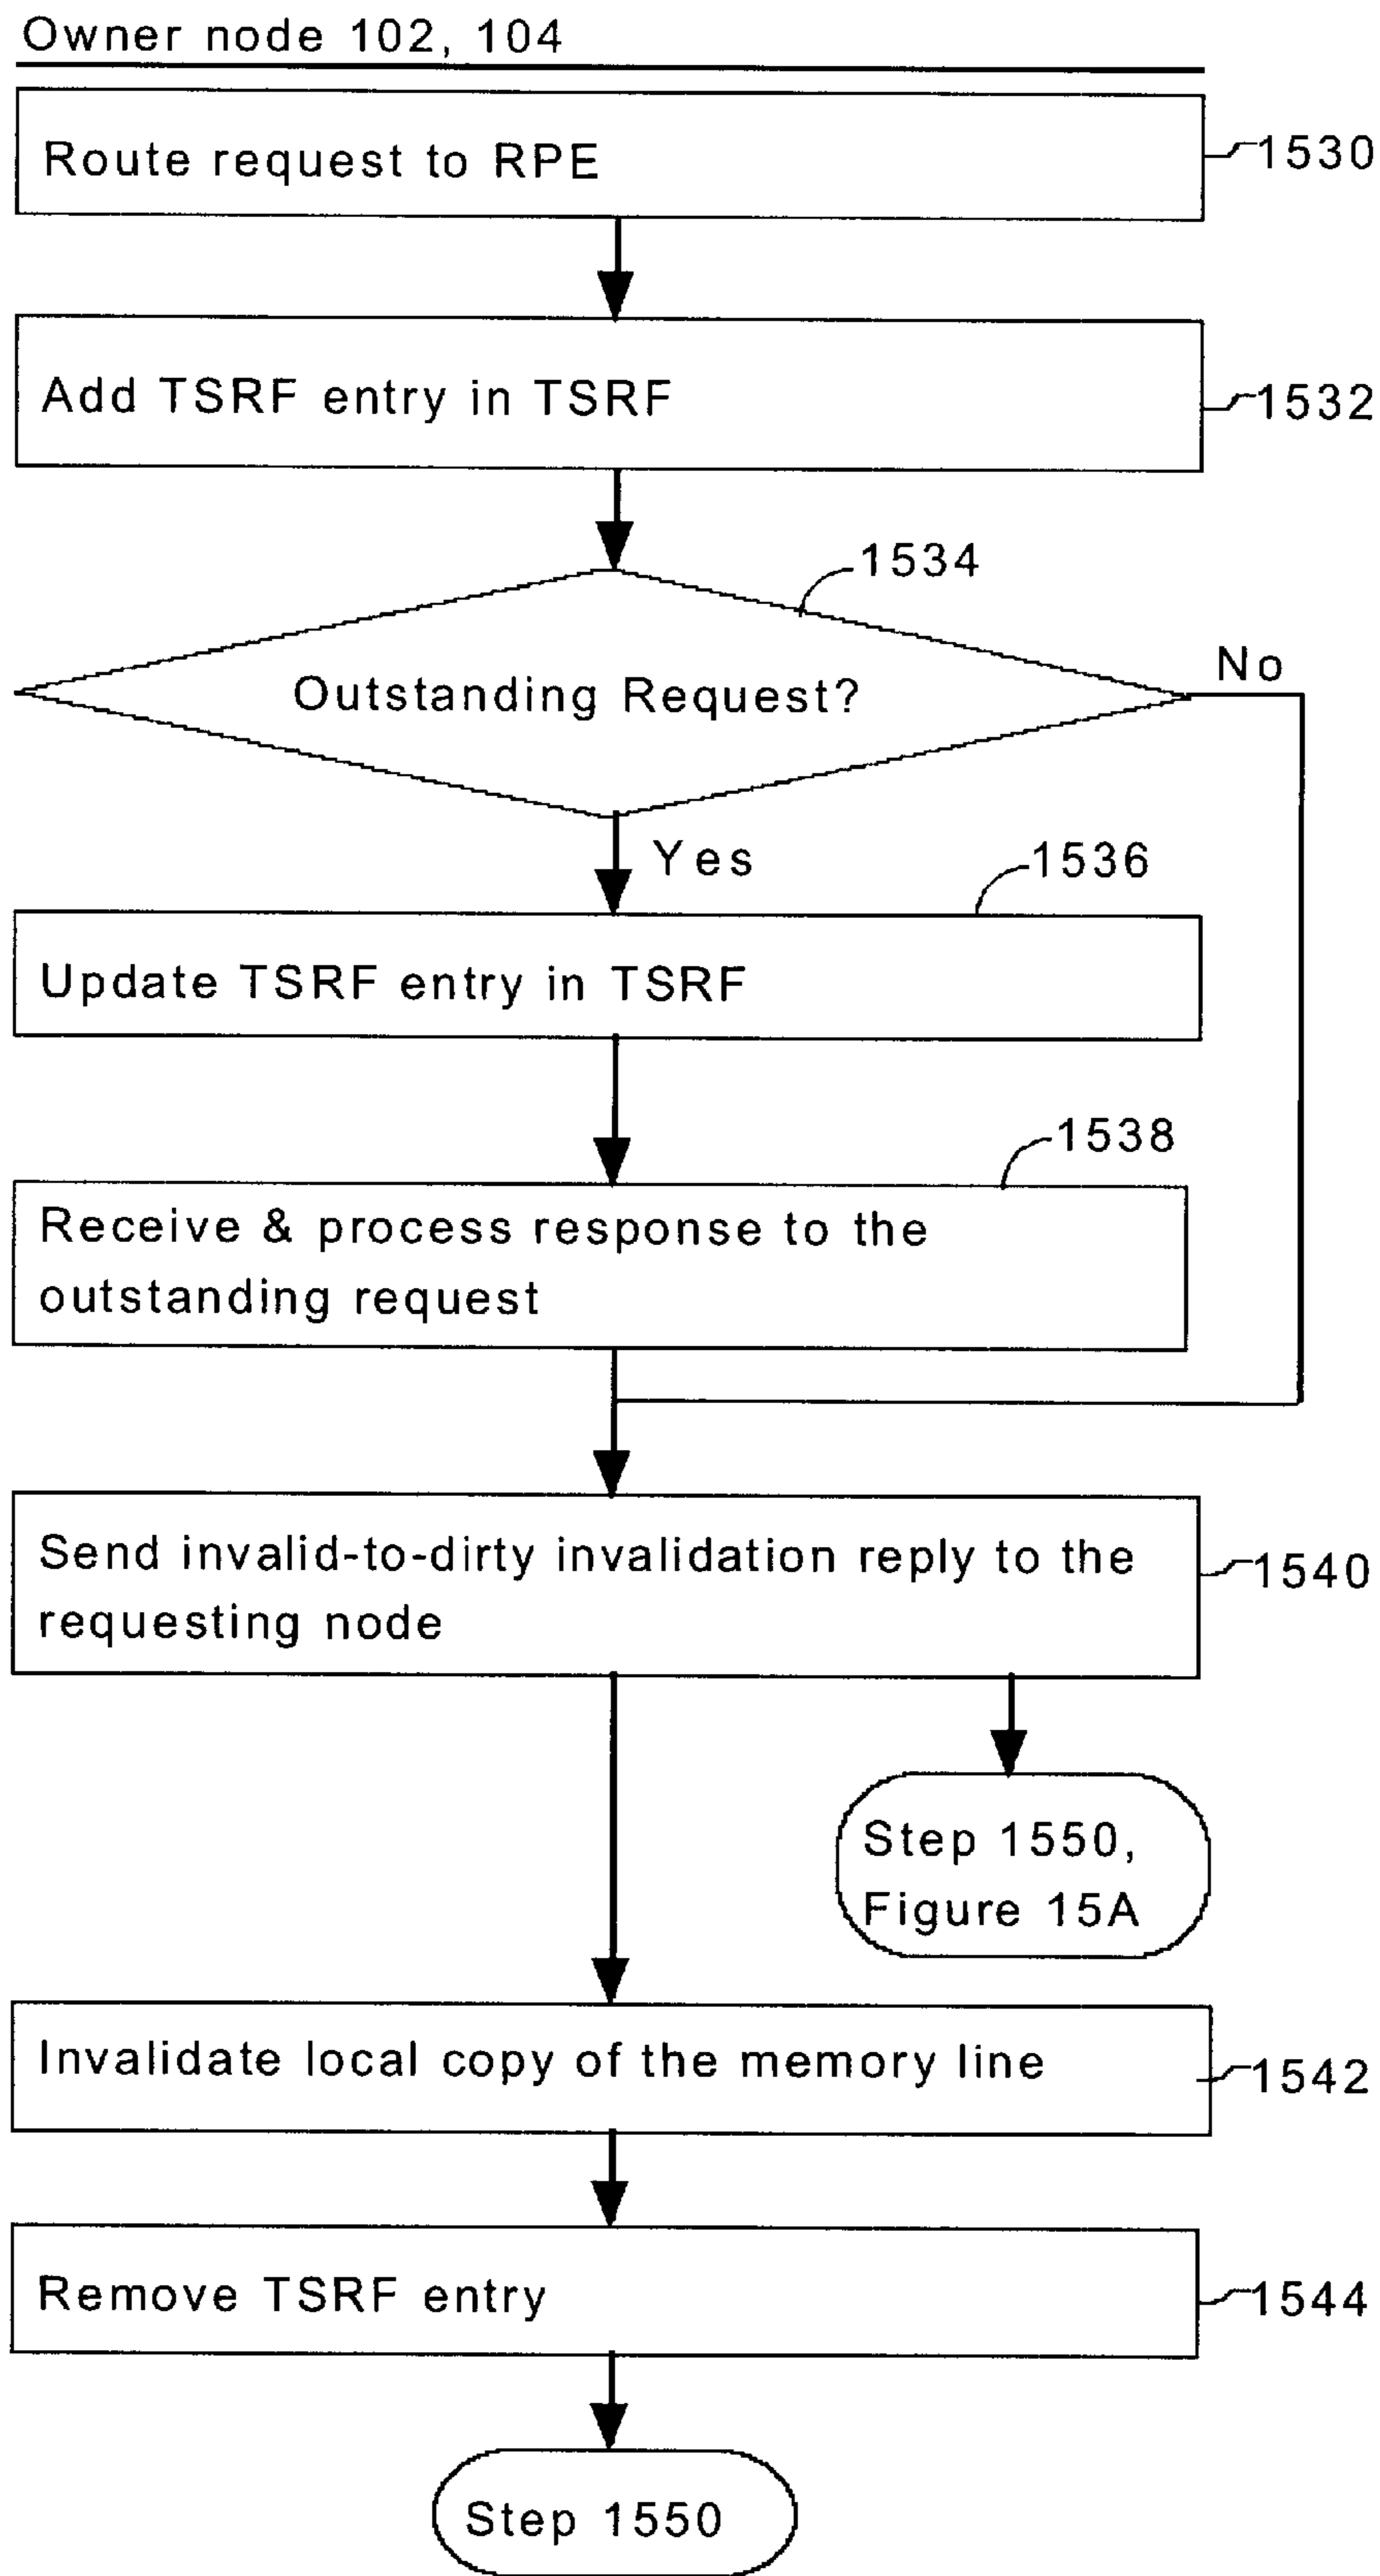 Owner node 102, 104
Route request to RPE
1530
Add TSRF entry in TSRF
1532
1534
Outstanding Request?
No
Yes
1536
Update TSRF entry in TSRF
1538
Receive & process response to the
outstanding request
Send invalid-to-dirty invalidation reply to the
requesting node
1540
Step 1550,
Figure 15A
Invalidate local copy of the memory line
1542
Remove TSRF entry
1544
Step 1550